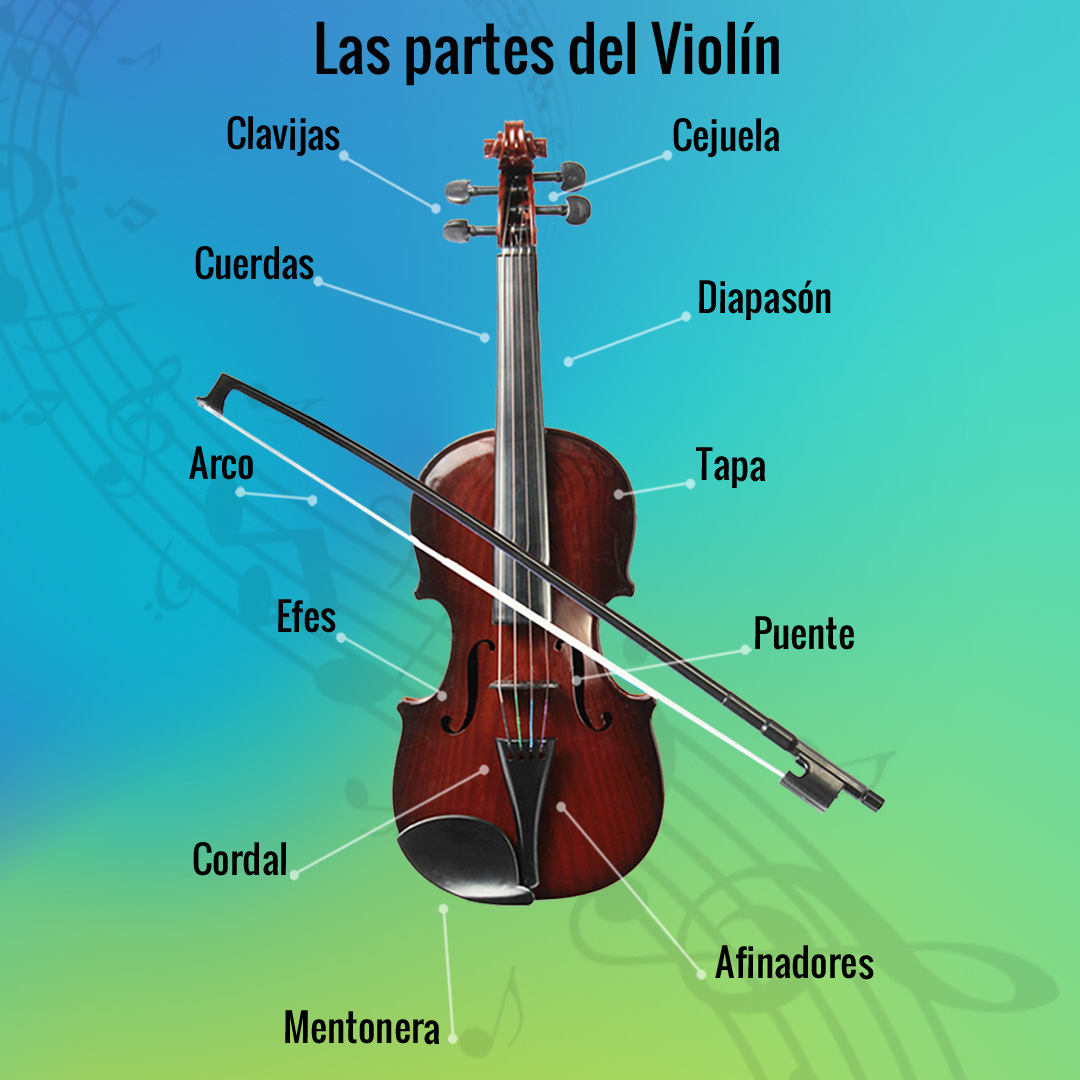 Las partes del Violín
Clavijas
Cejuela
Cuerdas
Diapasón
Arco
Tapa
Efes
Puente
Cordal
Afinadores
Mentonera